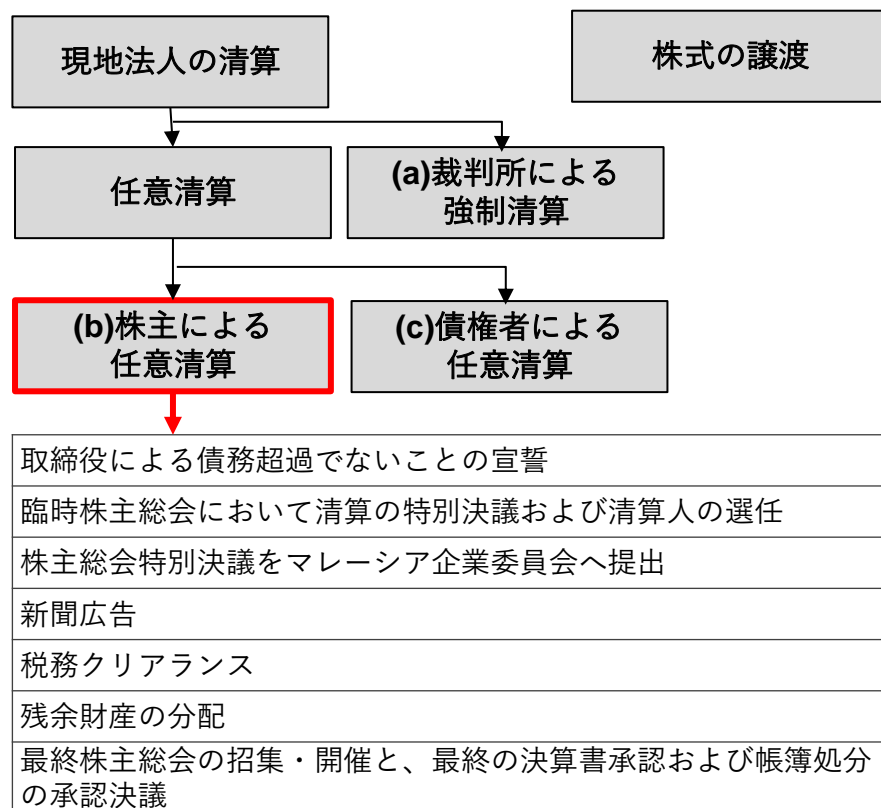 現地法人の清算
株式の譲渡
任意清算
(a)裁判所による
強制清算
(b)株主による
任意清算
(c)債権者による
任意清算
取締役による債務超過でないことの宣誓
臨時株主総会において清算の特別決議および清算人の選任
株主総会特別決議をマレーシア企業委員会へ提出
新聞広告
税務クリアランス
残余財産の分配
最終株主総会の招集・開催と、最終の決算書承認および帳簿処分
の承認決議